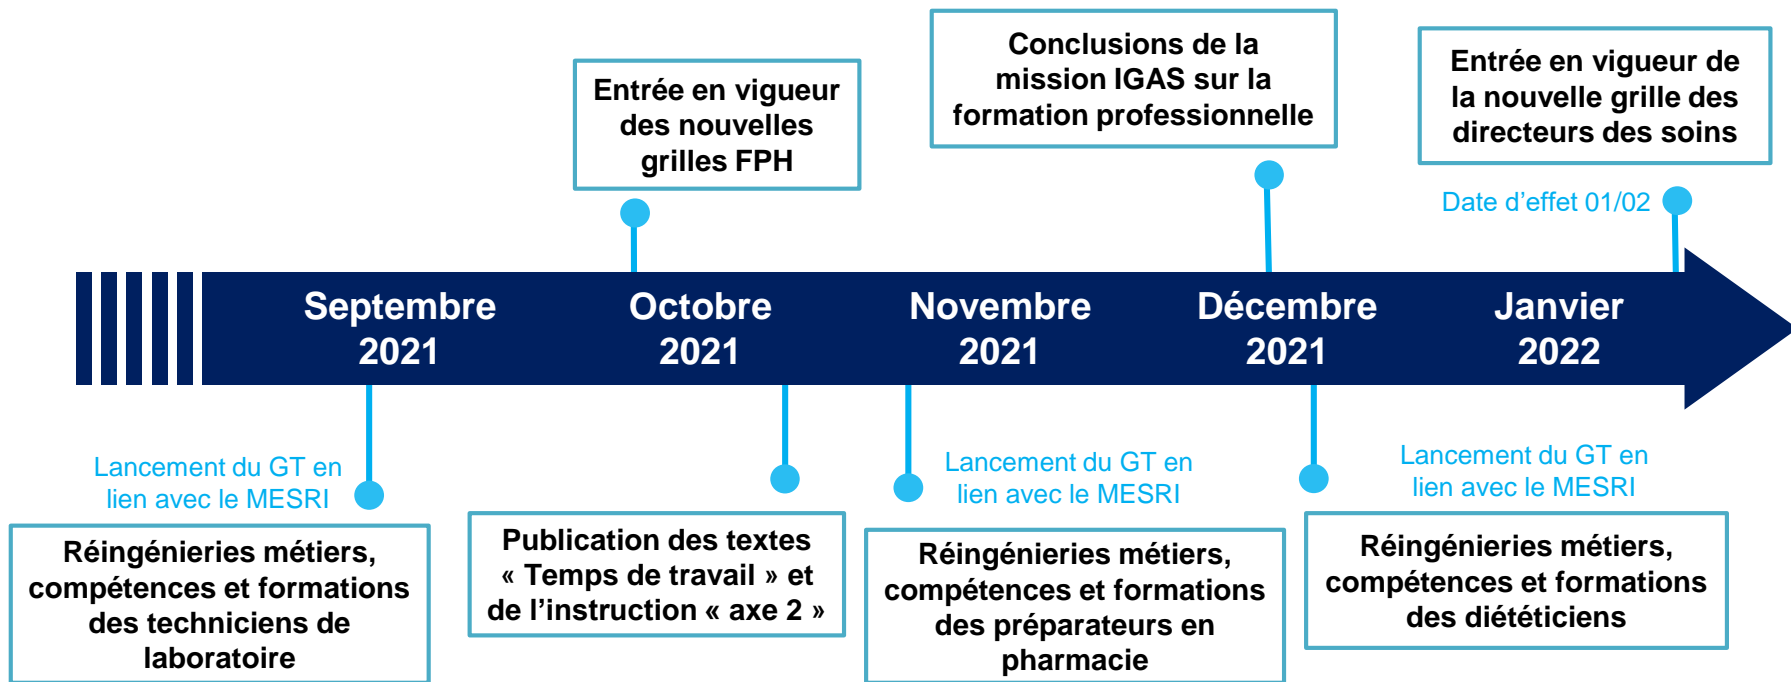 Entrée en vigueur
des nouvelles
grilles FPH
Conclusions de la
mission IGAS sur la
formation professionnelle
Entrée en vigueur de
la nouvelle grille des
directeurs des soins
Date d’effet 01/02
Septembre
2021
Octobre
2021
Novembre
2021
Décembre
2021
Janvier
2022
Lancement du GT en
lien avec le MESRI
Réingénieries métiers,
compétences et formations
des techniciens de
laboratoire
Publication des textes
« Temps de travail » et
de l’instruction « axe 2 »
Lancement du GT en
lien avec le MESRI
Réingénieries métiers,
compétences et formations
des préparateurs en
pharmacie
Lancement du GT en
lien avec le MESRI
Réingénieries métiers,
compétences et formations
des diététiciens